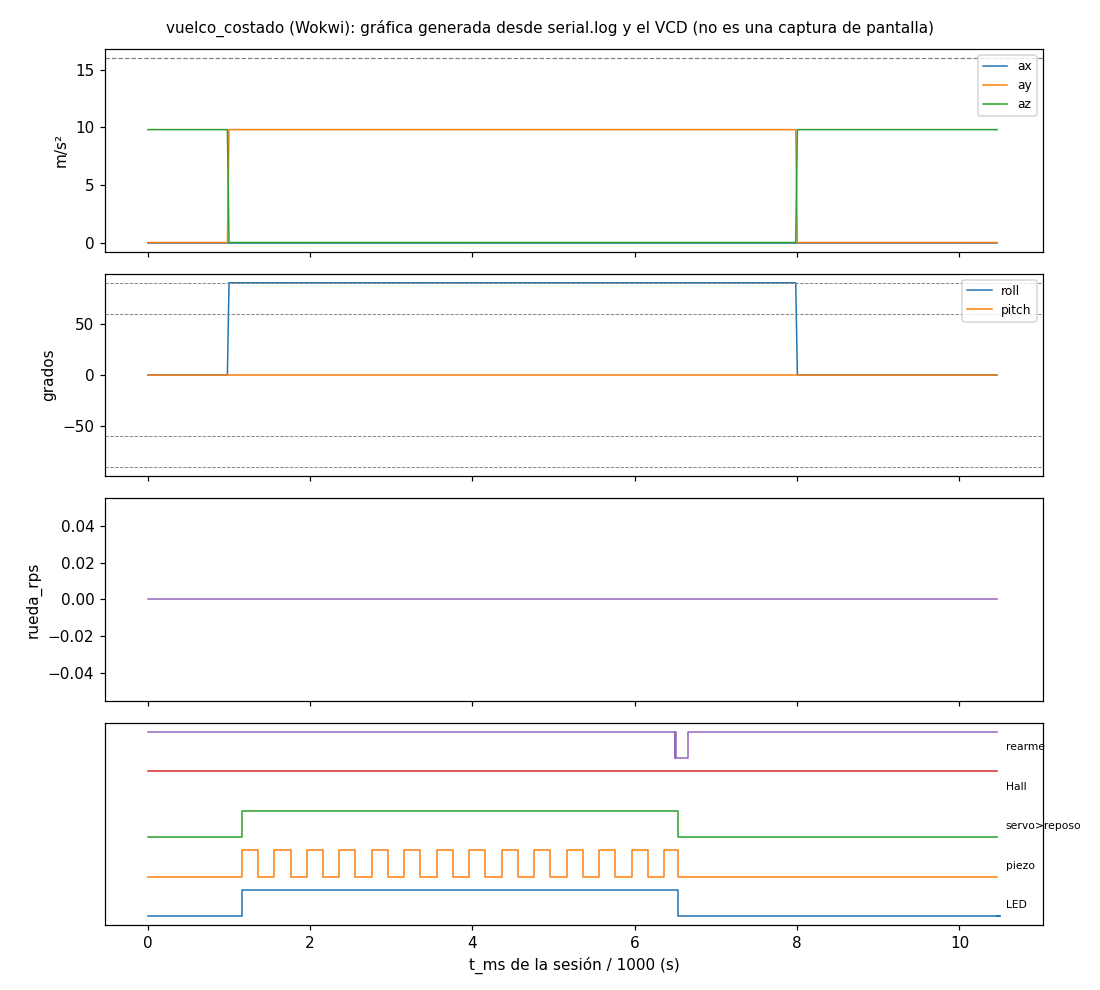 vuelco_costado (Wokwi): gráfica generada desde serial.log y el VCD (no es una captura de pantalla)
15
10
5
0
m/s²
ax
ay
az
50
0
−50
grados
roll
pitch
0.04
0.02
0.00
−0.02
−0.04
rueda_rps
rearme
Hall
servo>reposo
piezo
LED
0 2 4 6 8 10
t_ms de la sesión / 1000 (s)